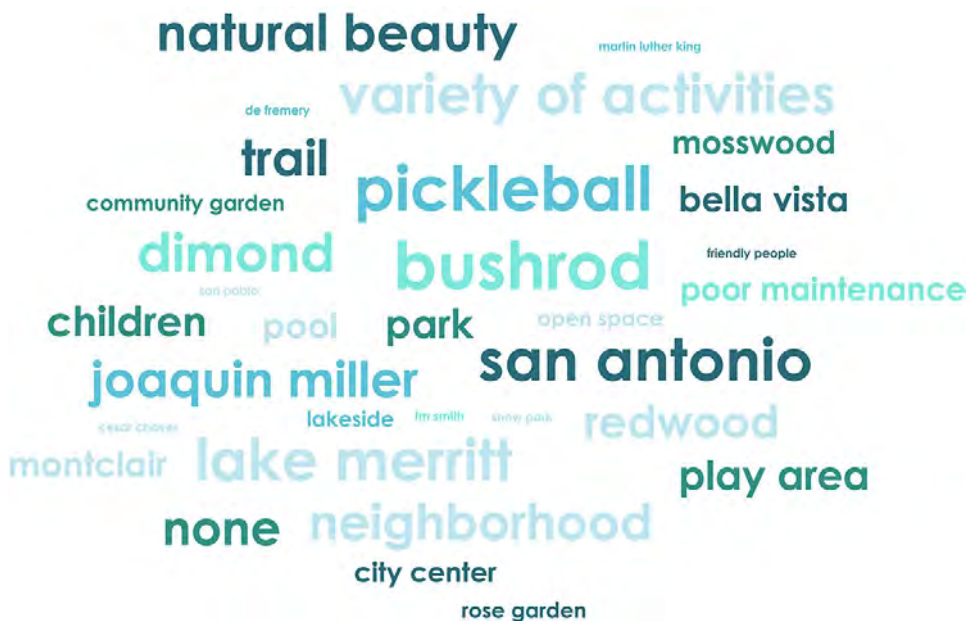 natural beauty
martin luther king
variety of activities
de fremery
trail
mosswood
pickleball
community garden
bella vista
dimond
bushrod
friendly people
san pablo
poor maintenance
children
pool
park
open space
san antonio
joaquin miller
lakeside
fm smith
snow park
redwood
cesar chavez
montclair
lake merritt
play area
none
neighborhood
city center
rose garden